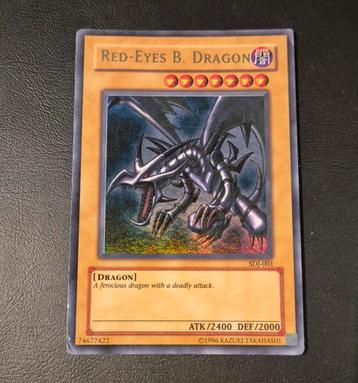 RED-EYES B. DRAGON
SDJ-001
[DRAGON]
A ferocious dragon with a deadly attack.
ATK/2400 DEF/2000
74677422
©1996 KAZUKI TAKAHASHI